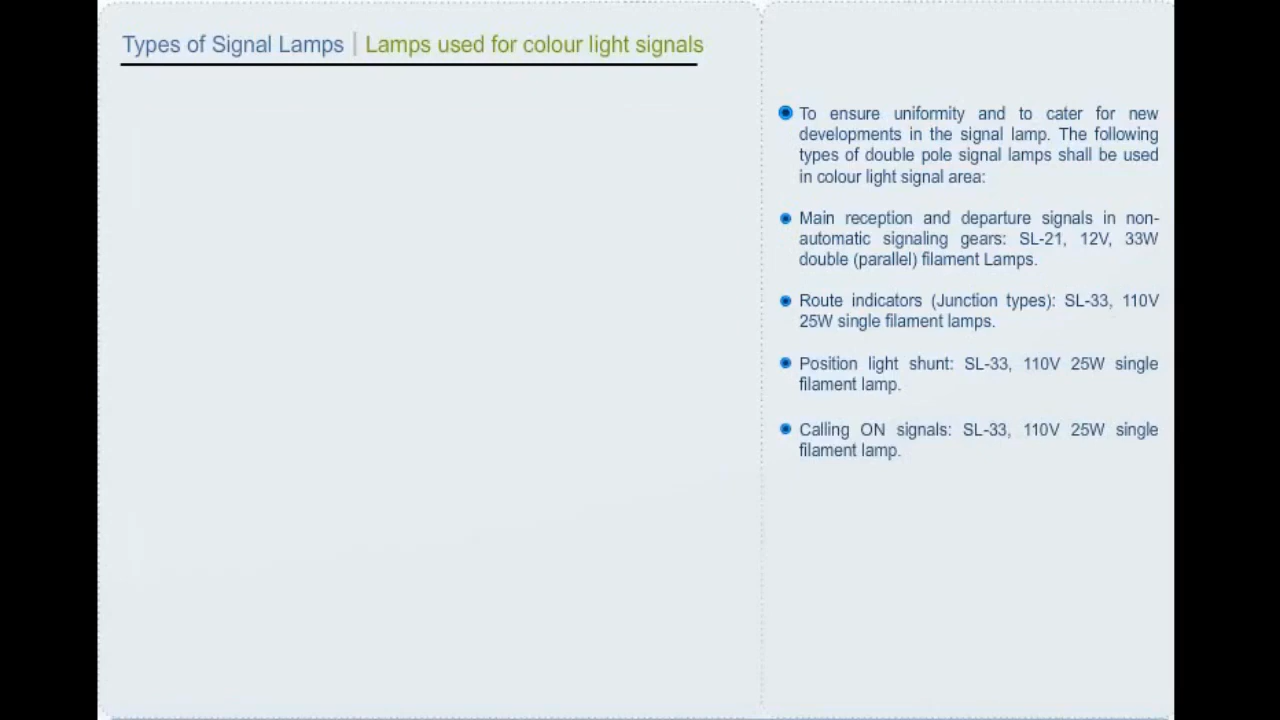 Types of Signal Lamps | Lamps used for colour light signals
To ensure uniformity and to cater for new
developments in the signal lamp. The following
types of double pole signal lamps shall be used
in colour light signal area:
Main reception and departure signals in non-
automatic signaling gears: SL-21, 12V, 33W
double (parallel) filament Lamps.
Route indicators (Junction types): SL-33, 110V
25W single filament lamps.
Position light shunt: SL-33, 110V 25W single
filament lamp.
Calling ON signals: SL-33, 110V 25W single
filament lamp.